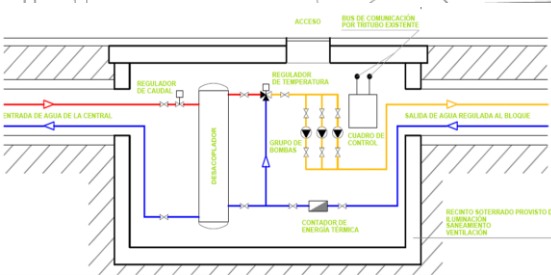 ACCESO
BUS DE COMUNICACIÓN
POR TRITUBO EXISTENTE
REGULADOR
DE CAUDAL
REGULADOR
DE TEMPERATURA
ENTRADA DE AGUA DE LA CENTRAL
DESACOPLADOR
GRUPO DE
BOMBAS
CUADRO DE
CONTROL
SALIDA DE AGUA REGULADA AL BLOQUE
CONTADOR DE
ENERGÍA TÉRMICA
RECINTO SOTERRADO PROVISTO D
ILUMINACIÓN
SANEAMIENTO
VENTILACIÓN